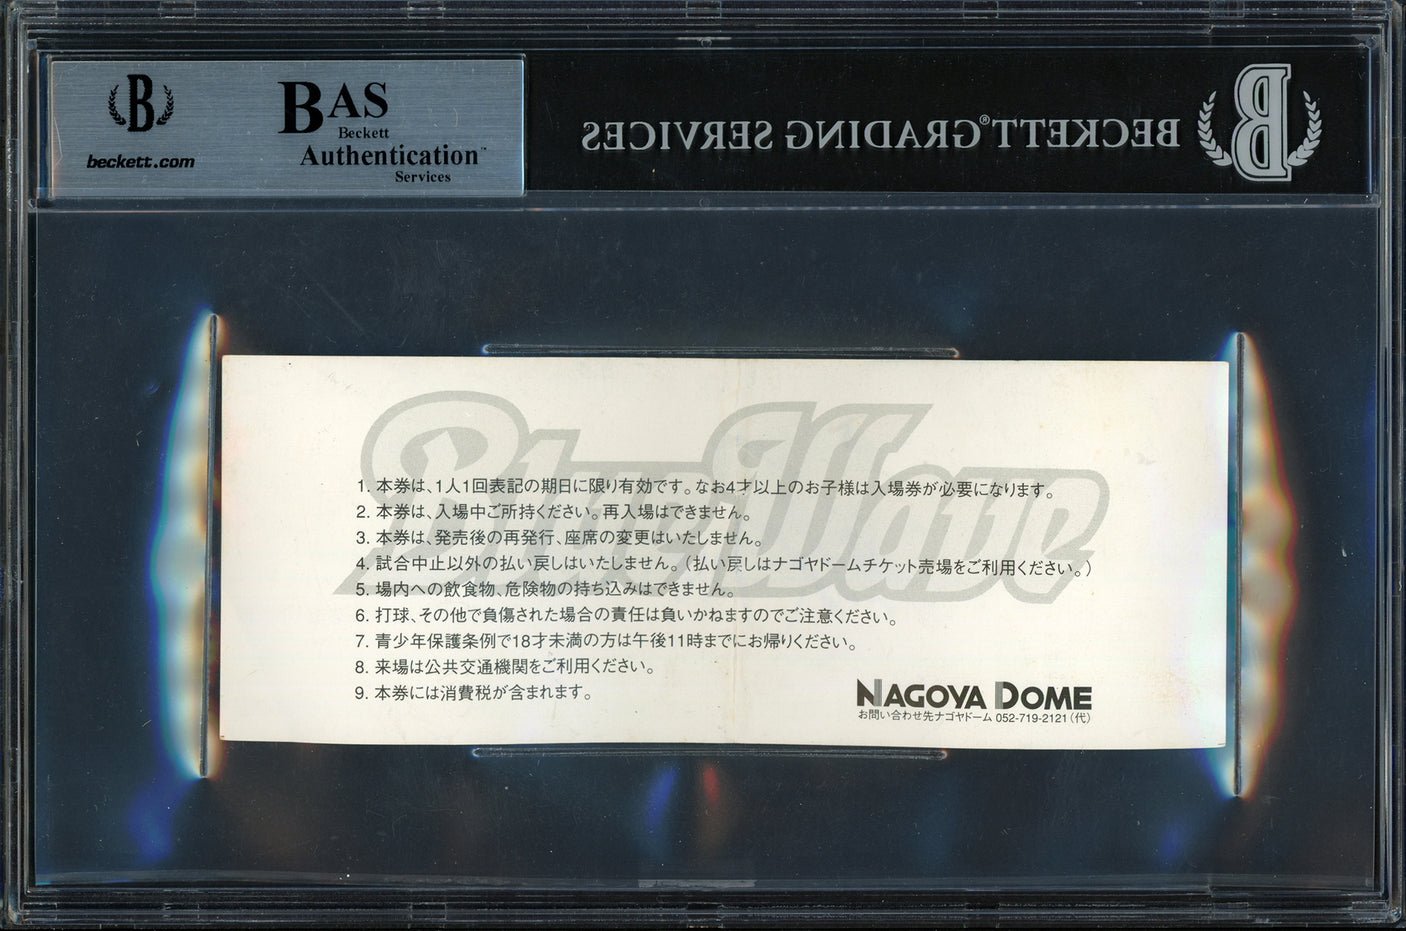 B
beckett.com
BAS
Beckett
Authentication™
Services
BECKETT® GRADING SERVICES
B
BlueWave
1. 本券は、1人1回表記の期日に限り有効です。なお4才以上のお子様は入場券が必要になります。
2. 本券は、入場中ご所持ください。再入場はできません。
3. 本券は、発売後の再発行、座席の変更はいたしません。
4. 試合中止以外の払い戻しはいたしません。（払い戻しはナゴヤドームチケット売場をご利用ください。）
5. 場内への飲食物、危険物の持ち込みはできません。
6. 打球、その他で負傷された場合の責任は負いかねますのでご注意ください。
7. 青少年保護条例で18才未満の方は午後11時までにお帰りください。
8. 来場は公共交通機関をご利用ください。
9. 本券には消費税が含まれます。
NAGOYA DOME
お問い合わせ先ナゴヤドーム 052-719-2121（代）